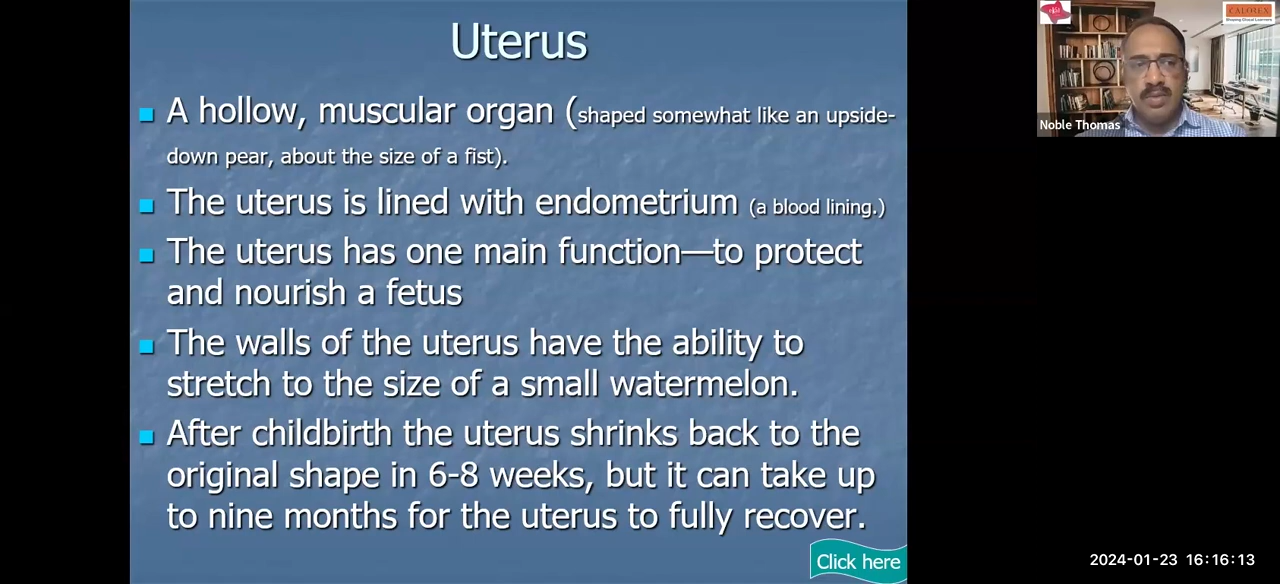 Uterus
A hollow, muscular organ (shaped somewhat like an upside-
down pear, about the size of a fist).
The uterus is lined with endometrium (a blood lining.)
The uterus has one main function—to protect
and nourish a fetus
The walls of the uterus have the ability to
stretch to the size of a small watermelon.
After childbirth the uterus shrinks back to the
original shape in 6-8 weeks, but it can take up
to nine months for the uterus to fully recover.
Click here
CALOREX
Noble Thomas
2024-01-23 16:16:13